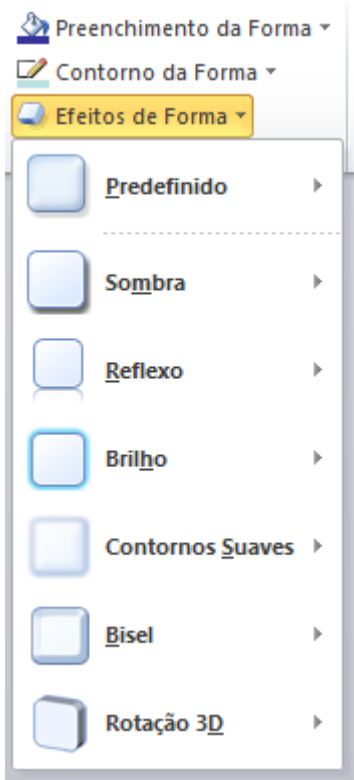 Preenchimento da Forma
Contorno da Forma
Efeitos de Forma
Predefinido
Sombra
Reflexo
Brilho
Contornos Suaves
Bisel
Rotação 3D